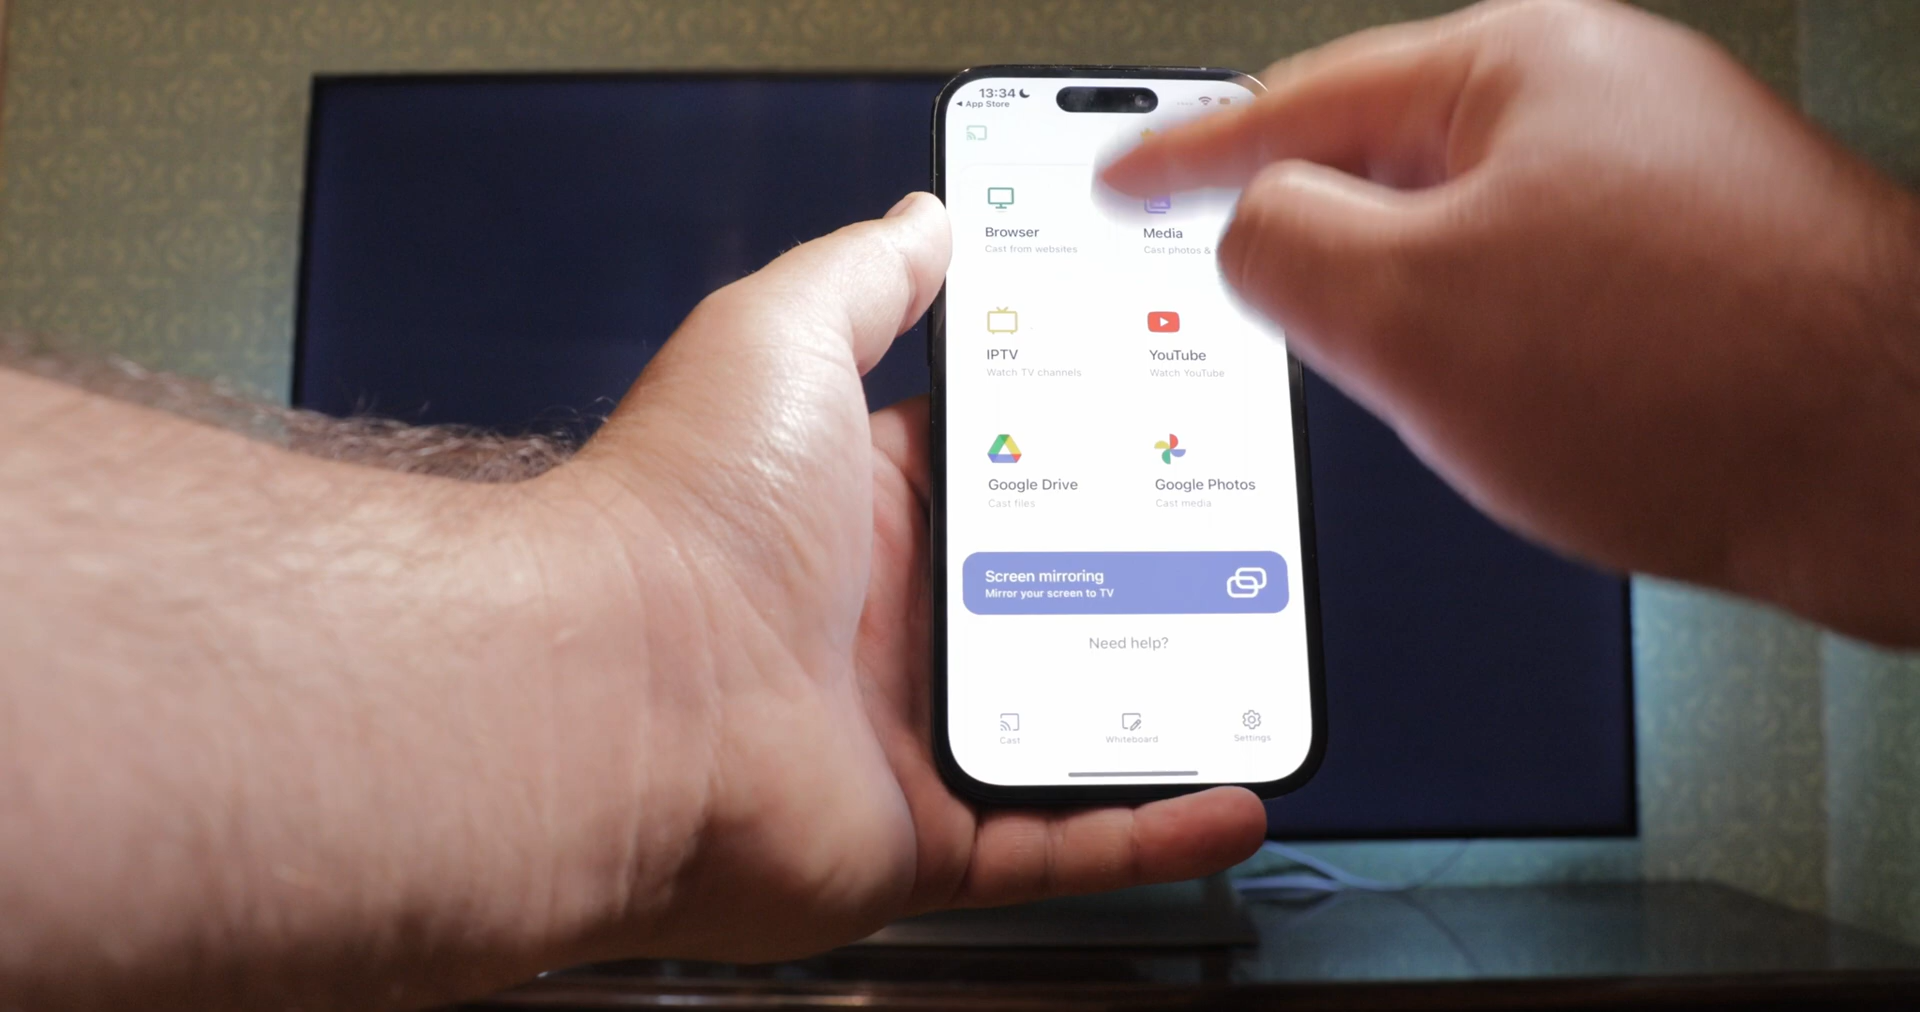 13:34
App Store
Browser
Cast from websites
Media
Cast photos &
IPTV
Watch TV channels
YouTube
Watch YouTube
Google Drive
Cast files
Google Photos
Cast media
Screen mirroring
Mirror your screen to TV
Need help?
Cast
Whiteboard
Settings